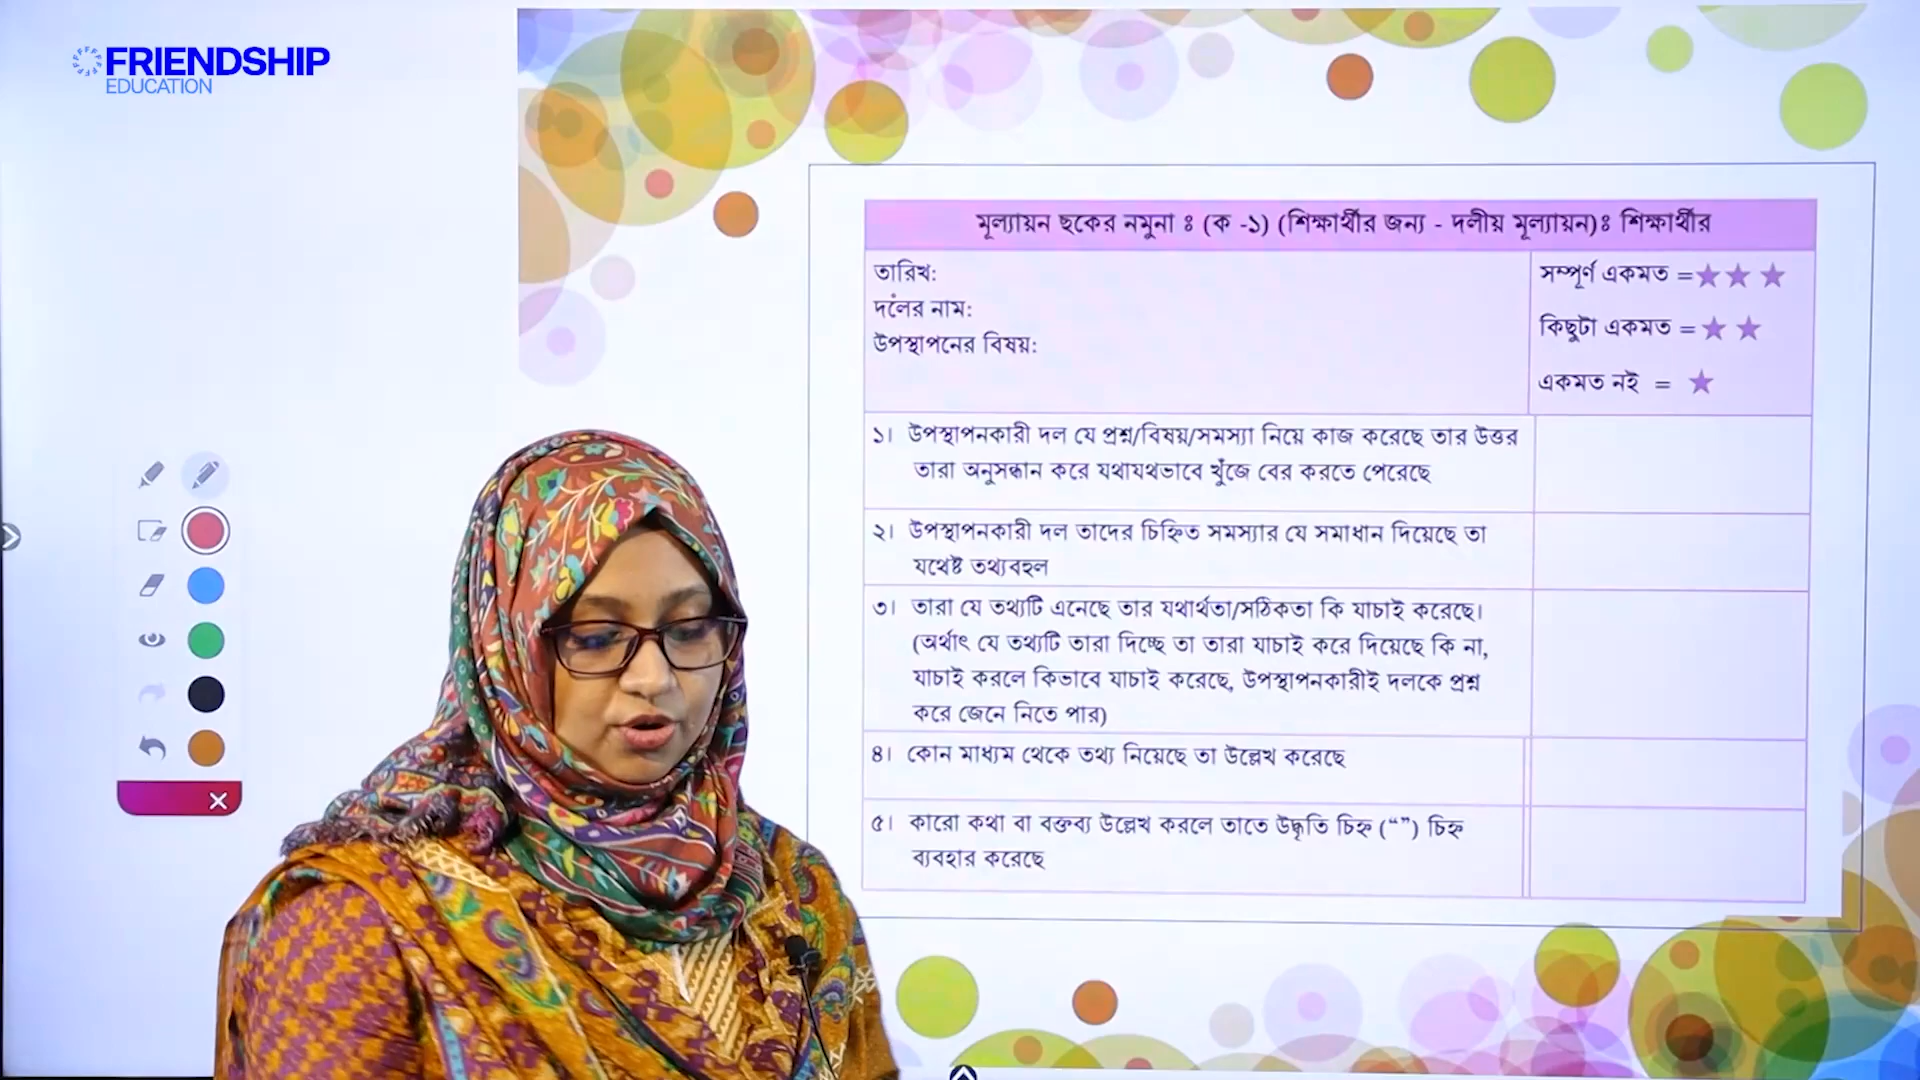 FRIENDSHIP
EDUCATION
মূল্যায়ন ছকের নমুনা ঃ (ক -১) (শিক্ষার্থীর জন্য - দলীয় মূল্যায়ন)ঃ শিক্ষার্থীর
তারিখ:
দলের নাম:
উপস্থাপনের বিষয়:
সম্পূর্ণ একমত =★★★
কিছুটা একমত =★★
একমত নই = ★
১। উপস্থাপনকারী দল যে প্রশ্ন/বিষয়/সমস্যা নিয়ে কাজ করেছে তার উত্তর
তারা অনুসন্ধান করে যথাযথভাবে খুঁজে বের করতে পেরেছে
২। উপস্থাপনকারী দল তাদের চিহ্নিত সমস্যার যে সমাধান দিয়েছে তা
যথেষ্ট তথ্যবহুল
৩। তারা যে তথ্যটি এনেছে তার যথার্থতা/সঠিকতা কি যাচাই করেছে।
(অর্থাৎ যে তথ্যটি তারা দিচ্ছে তা তারা যাচাই করে দিয়েছে কি না,
যাচাই করলে কিভাবে যাচাই করেছে, উপস্থাপনকারীই দলকে প্রশ্ন
করে জেনে নিতে পার)
৪। কোন মাধ্যম থেকে তথ্য নিয়েছে তা উল্লেখ করেছে
৫। কারো কথা বা বক্তব্য উল্লেখ করলে তাতে উদ্ধৃতি চিহ্ন (“”) চিহ্ন
ব্যবহার করেছে